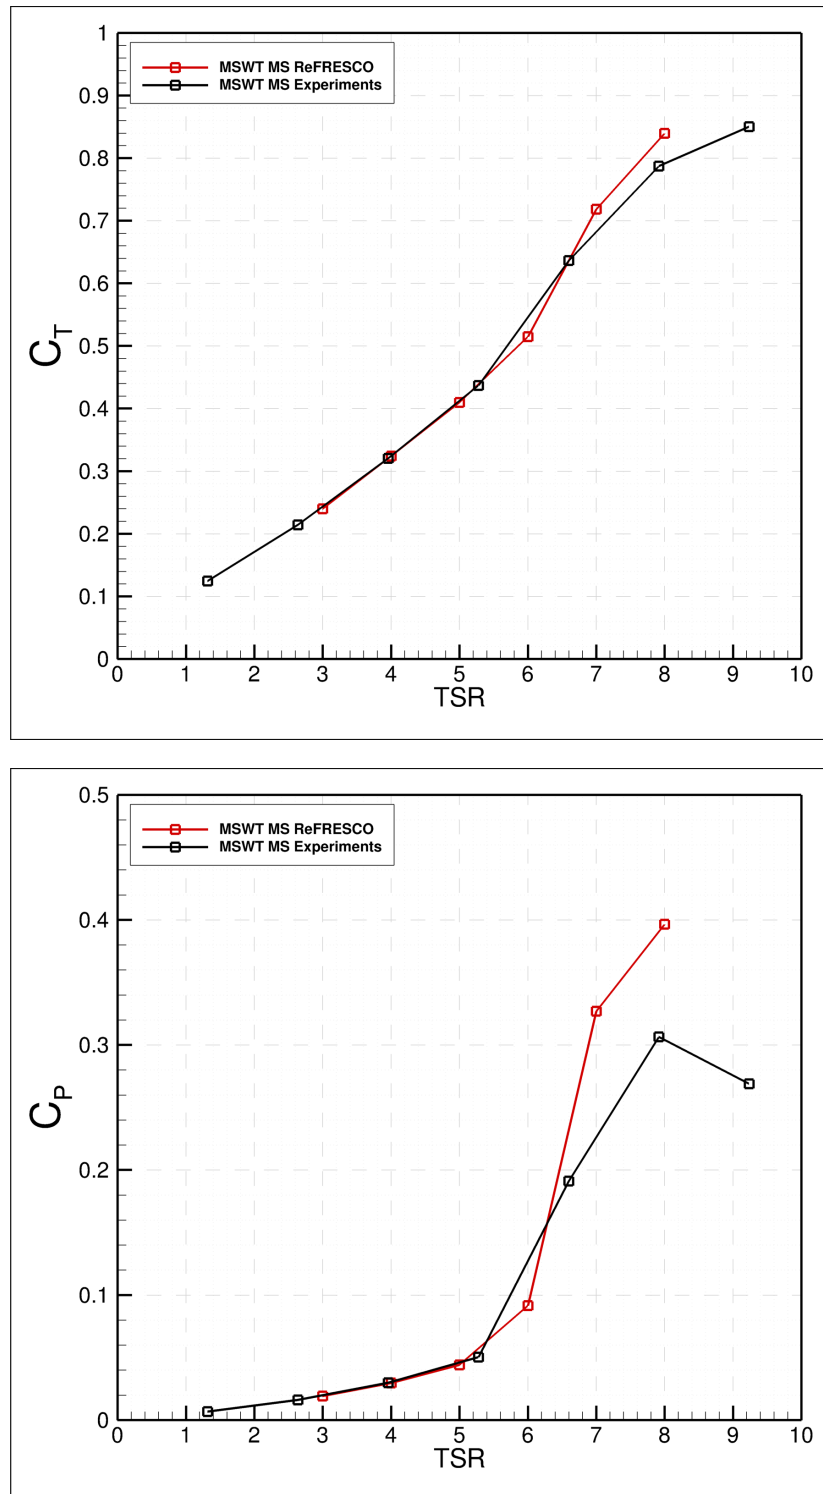 1
MSWT MS ReFRESCO
MSWT MS Experiments
0.9
0.8
0.7
0.6
0.5
C_T
0.4
0.3
0.2
0.1
0
0 1 2 3 4 5 6 7 8 9 10
TSR
0.5
MSWT MS ReFRESCO
MSWT MS Experiments
0.4
0.3
C_P
0.2
0.1
0
0 1 2 3 4 5 6 7 8 9 10
TSR